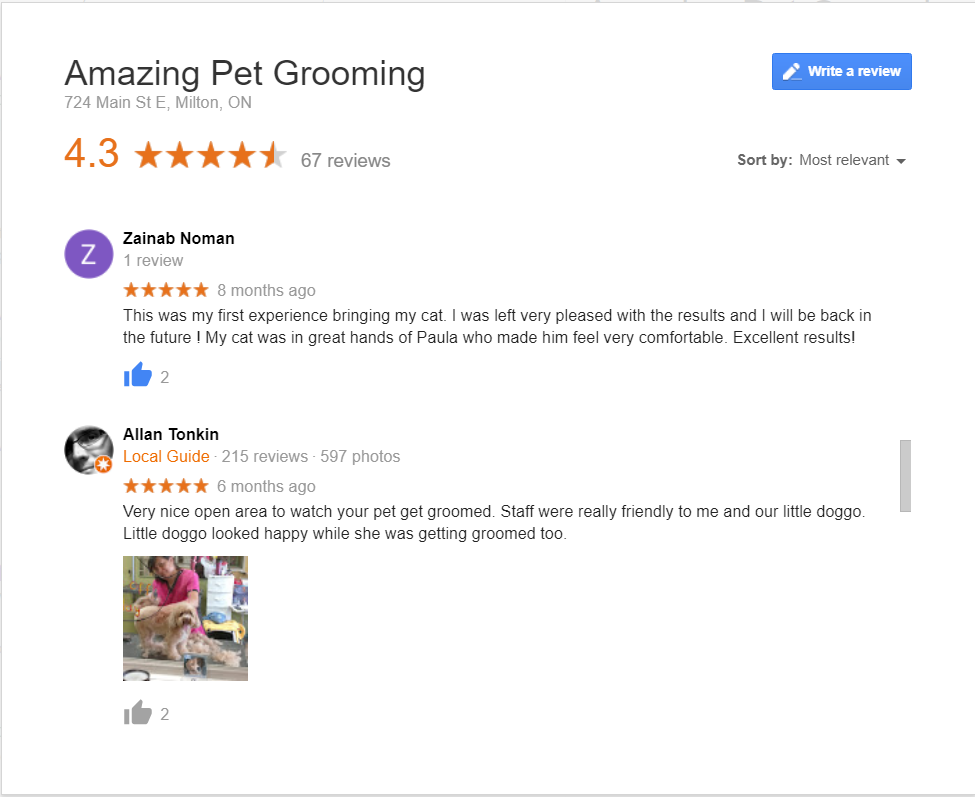 Amazing Pet Grooming
Write a review
724 Main St E, Milton, ON
4.3 67 reviews
Sort by: Most relevant
Z
Zainab Noman
1 review
8 months ago
This was my first experience bringing my cat. I was left very pleased with the results and I will be back in
the future ! My cat was in great hands of Paula who made him feel very comfortable. Excellent results!
2
Allan Tonkin
Local Guide · 215 reviews · 597 photos
6 months ago
Very nice open area to watch your pet get groomed. Staff were really friendly to me and our little doggo.
Little doggo looked happy while she was getting groomed too.
2